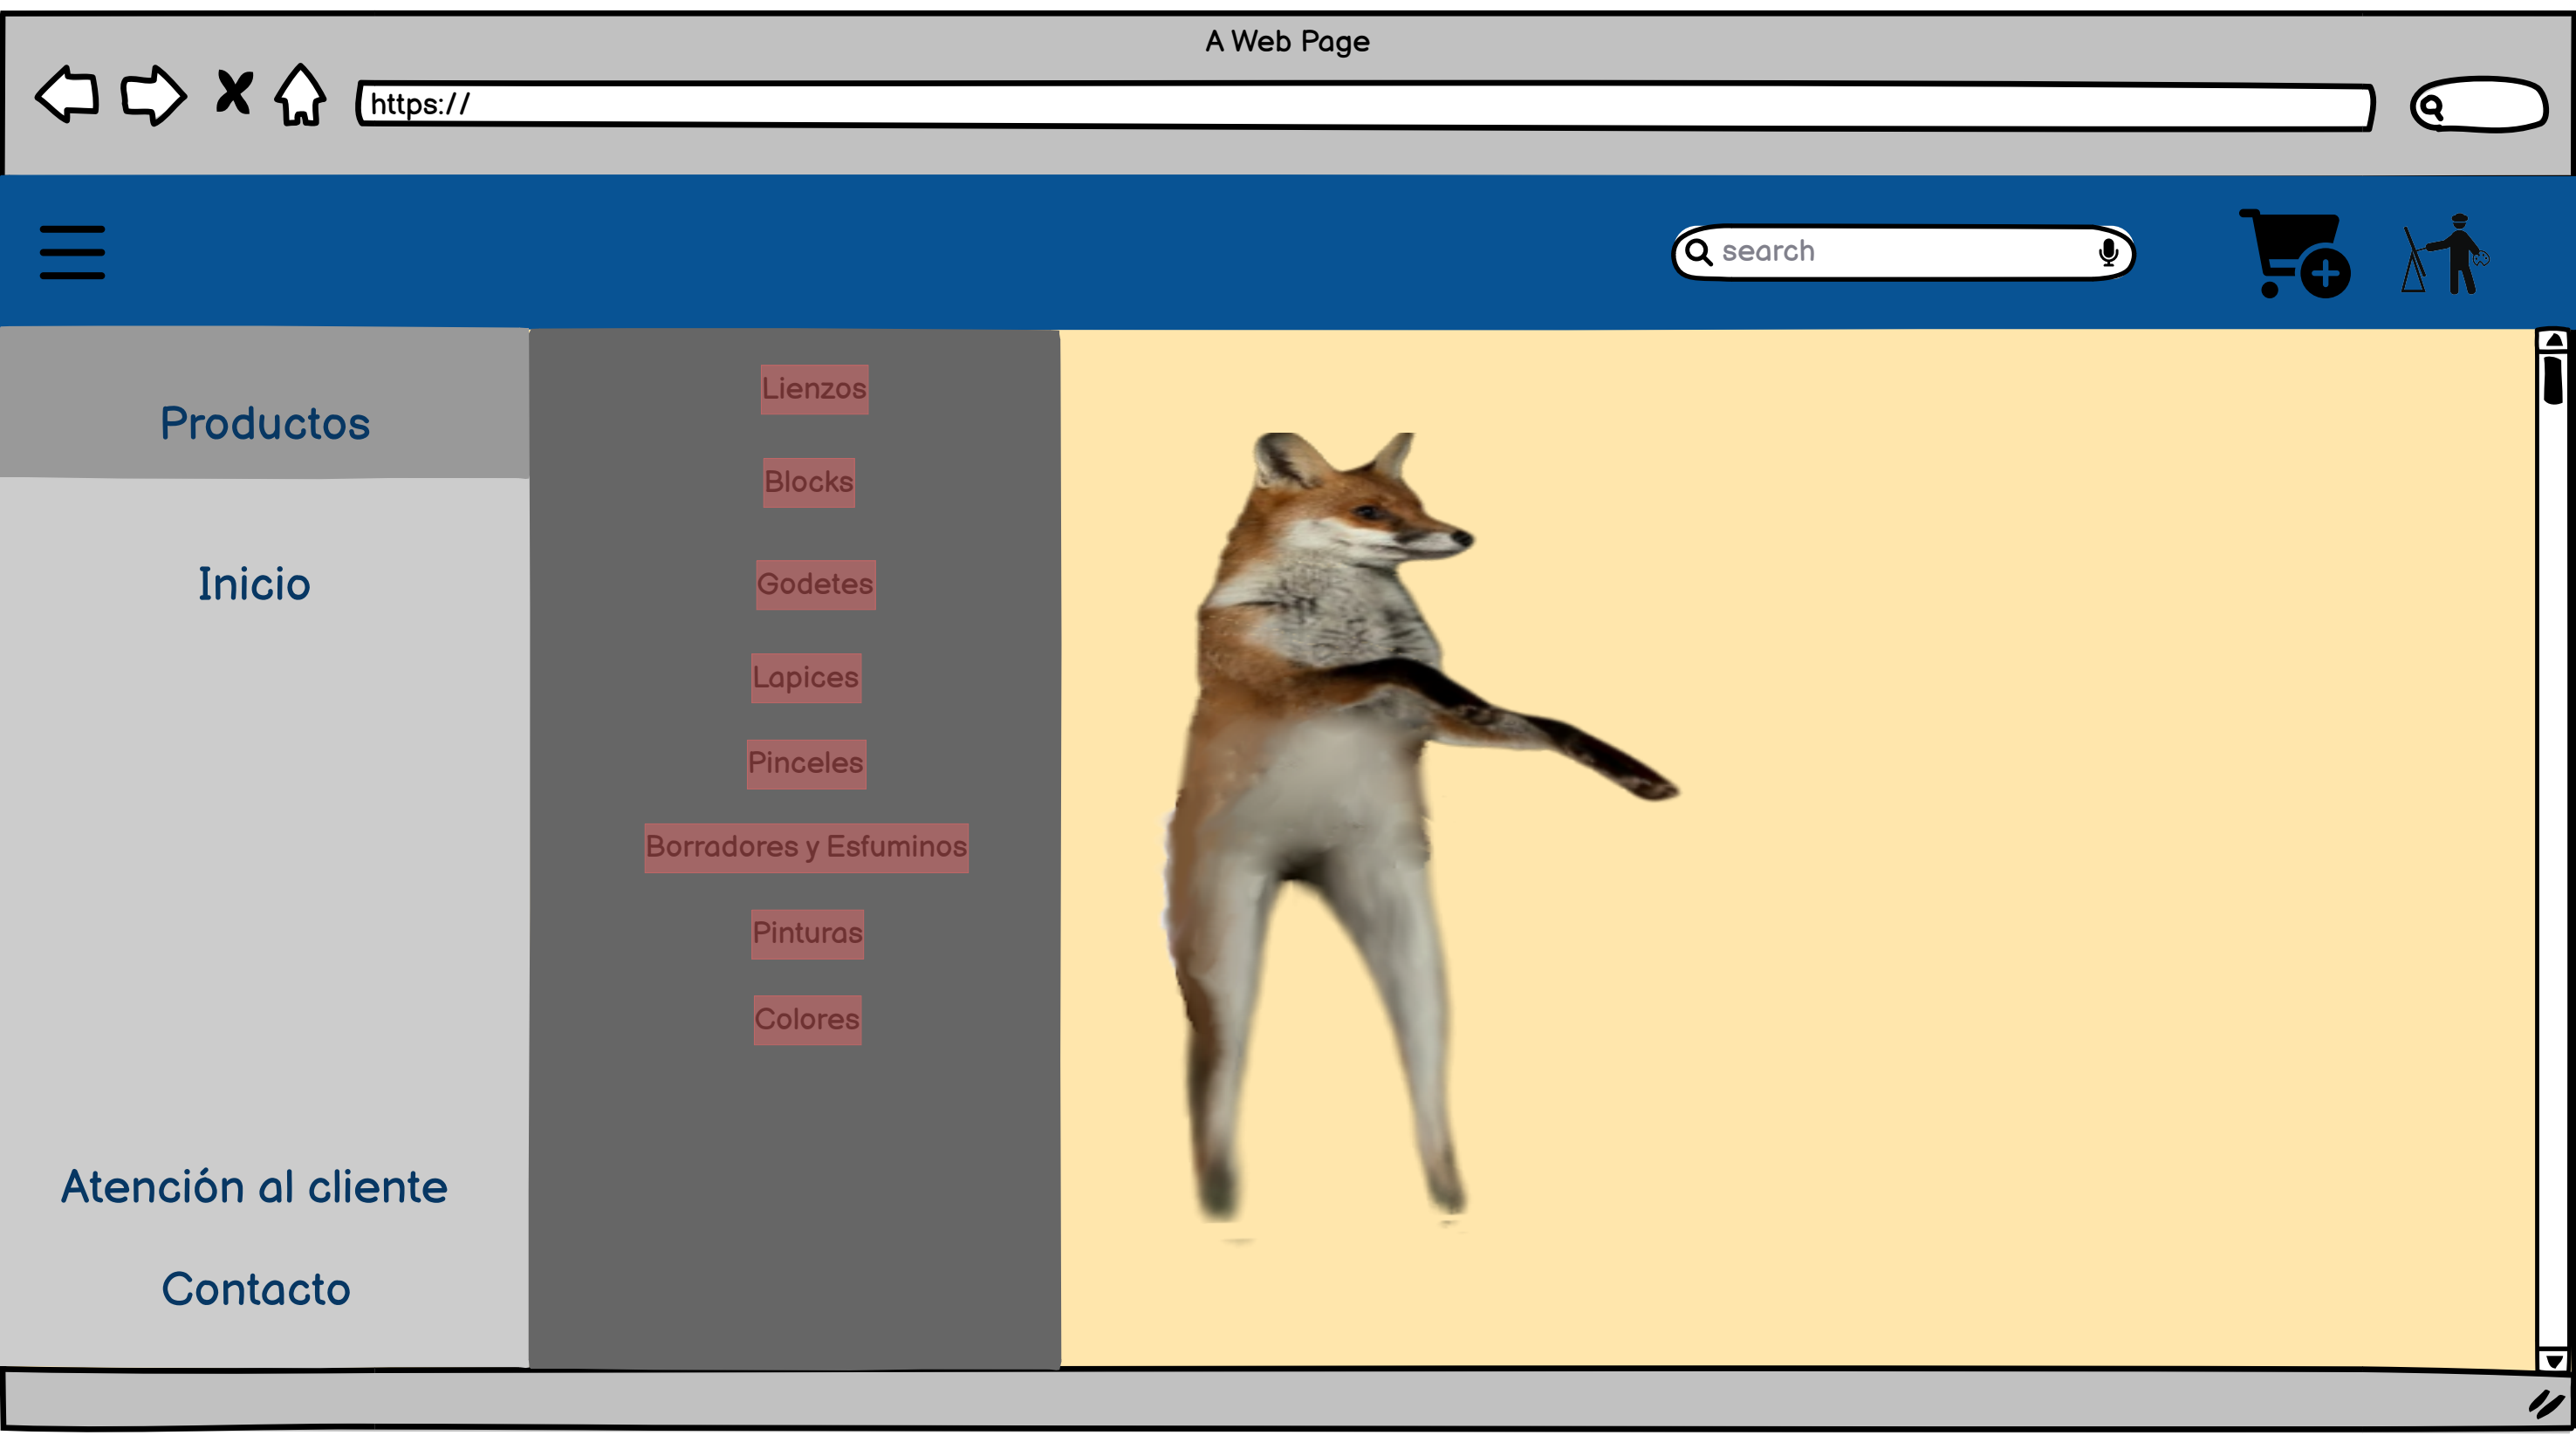 A Web Page
https://
search
Productos
Inicio
Atención al cliente
Contacto
Lienzos
Blocks
Godetes
Lapices
Pinceles
Borradores y Esfuminos
Pinturas
Colores